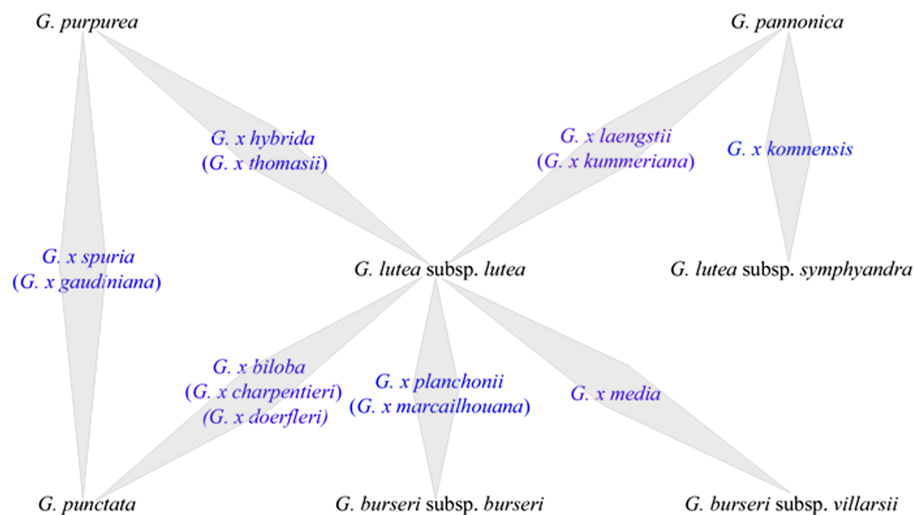 G. purpurea
G. pannonica
G. x hybrida
(G. x thomasii)
G. x laengstii
(G. x kummeriana)
G. x komnensis
G. x spuria
(G. x gaudiniana)
G. lutea subsp. lutea
G. lutea subsp. symphyandra
G. x biloba
(G. x charpentieri)
(G. x doerfleri)
G. x planchonii
(G. x marcailhouana)
G. x media
G. punctata
G. burseri subsp. burseri
G. burseri subsp. villarsii